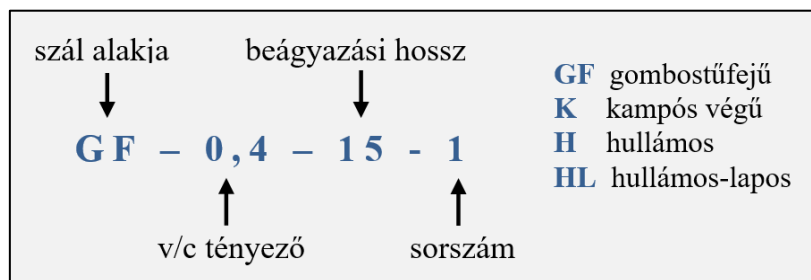 szál alakja
beágyazási hossz
GF – 0,4 – 15 - 1
v/c tényező
sorszám
GF gombostűfejű
K kampós végű
H hullámos
HL hullámos-lapos